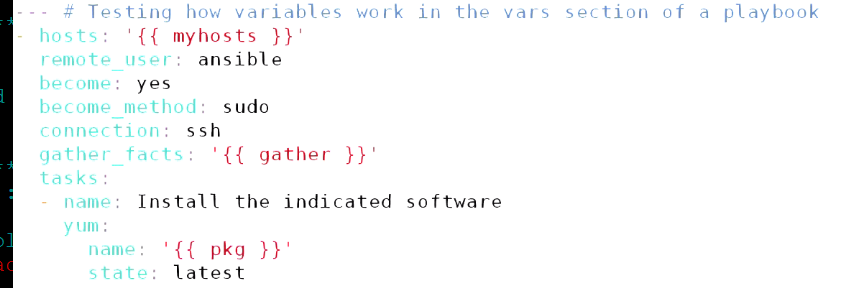 --- # Testing how variables work in the vars section of a playbook
- hosts: '{{ myhosts }}'
  remote_user: ansible
  become: yes
  become_method: sudo
  connection: ssh
  gather_facts: '{{ gather }}'
  tasks:
  - name: Install the indicated software
    yum:
      name: '{{ pkg }}'
      state: latest